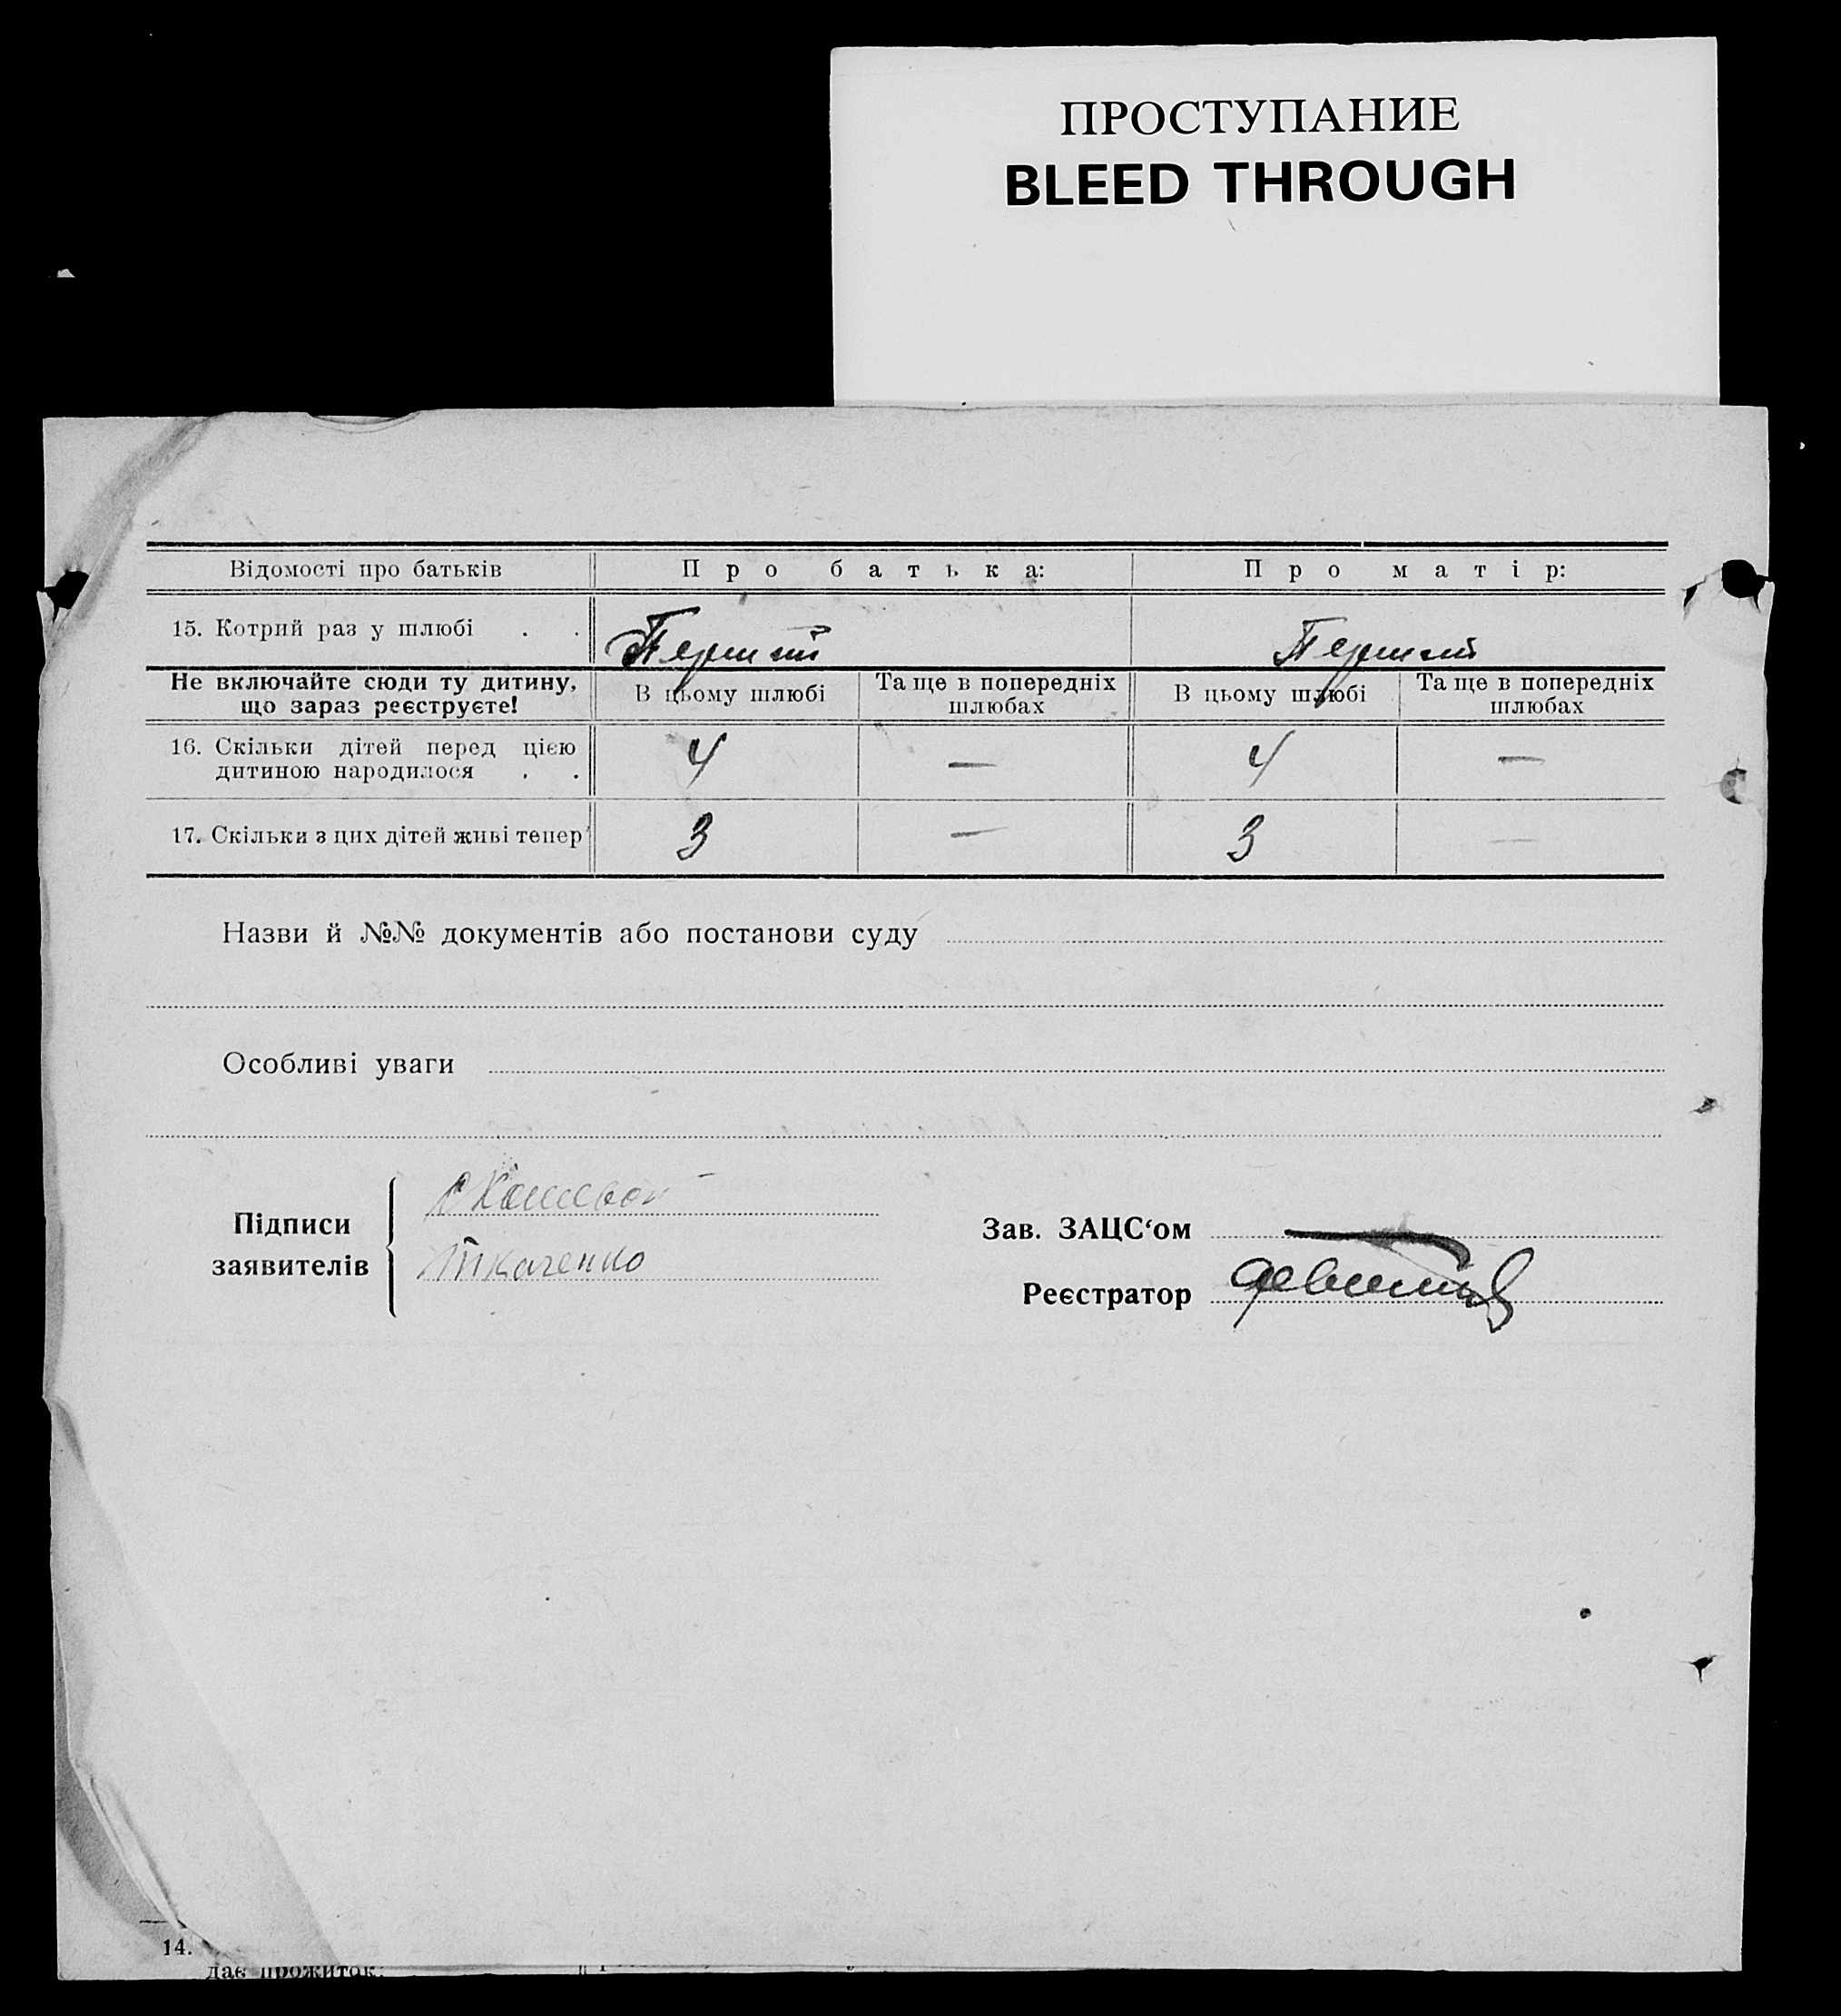 ПРОСТУПАНИЕ
BLEED THROUGH
Відомості про батьків Про батька: Про матір:
15. Котрий раз у шлюбі . . Перший Перший
Не включайте сюди ту дитину, що зараз реєструєте! В цьому шлюбі Та ще в попередніх шлюбах В цьому шлюбі Та ще в попередніх шлюбах
16. Скільки дітей перед цією
дитиною народилося . . 4 — 4 —
17. Скільки з цих дітей живі тепер 3 — 3 —
Назви й №№ документів або постанови суду
Особливі уваги
Підписи
заявителів
Ткаченко
Зав. ЗАЦС‘ом
Реєстратор
14.
дає прожиток